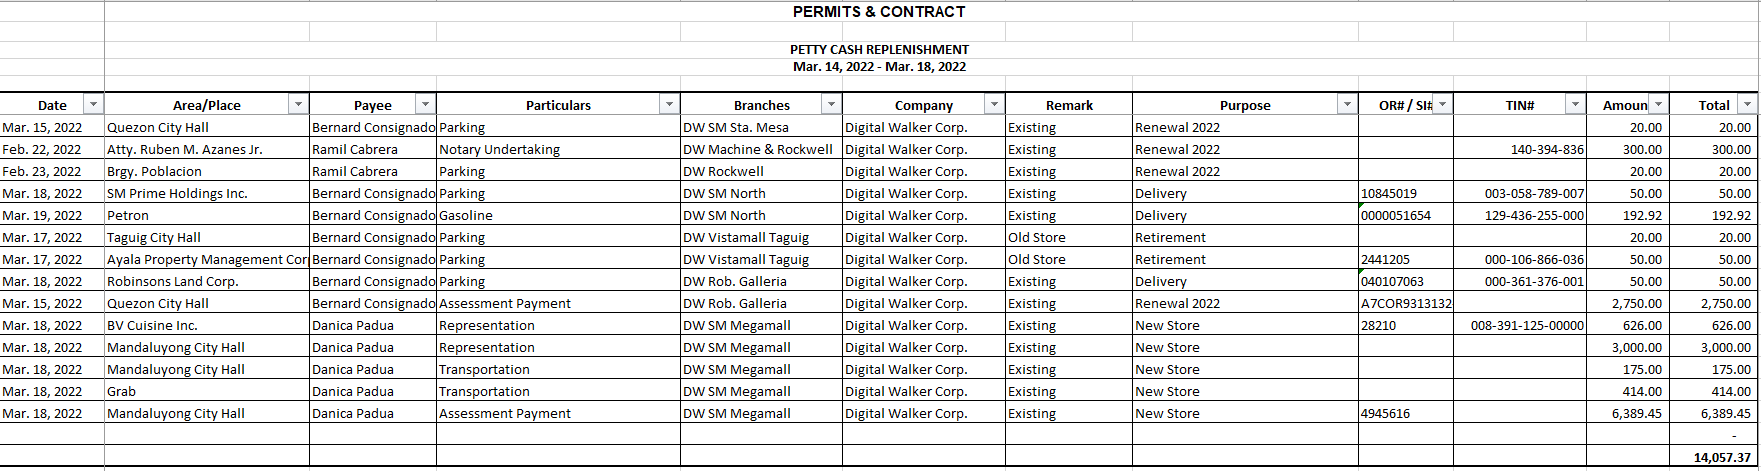 PERMITS & CONTRACT
PETTY CASH REPLENISHMENT
Mar. 14, 2022 - Mar. 18, 2022
Date Area/Place Payee Particulars Branches Company Remark Purpose OR# / SI# TIN# Amoun Total
Mar. 15, 2022 Quezon City Hall Bernard Consignado Parking DW SM Sta. Mesa Digital Walker Corp. Existing Renewal 2022 20.00 20.00
Feb. 22, 2022 Atty. Ruben M. Azanes Jr. Ramil Cabrera Notary Undertaking DW Machine & Rockwell Digital Walker Corp. Existing Renewal 2022 140-394-836 300.00 300.00
Feb. 23, 2022 Brgy. Poblacion Ramil Cabrera Parking DW Rockwell Digital Walker Corp. Existing Renewal 2022 20.00 20.00
Mar. 18, 2022 SM Prime Holdings Inc. Bernard Consignado Parking DW SM North Digital Walker Corp. Existing Delivery 10845019 003-058-789-007 50.00 50.00
Mar. 19, 2022 Petron Bernard Consignado Gasoline DW SM North Digital Walker Corp. Existing Delivery 0000051654 129-436-255-000 192.92 192.92
Mar. 17, 2022 Taguig City Hall Bernard Consignado Parking DW Vistamall Taguig Digital Walker Corp. Old Store Retirement 20.00 20.00
Mar. 17, 2022 Ayala Property Management Cor Bernard Consignado Parking DW Vistamall Taguig Digital Walker Corp. Old Store Retirement 2441205 000-106-866-036 50.00 50.00
Mar. 18, 2022 Robinsons Land Corp. Bernard Consignado Parking DW Rob. Galleria Digital Walker Corp. Existing Delivery 040107063 000-361-376-001 50.00 50.00
Mar. 15, 2022 Quezon City Hall Bernard Consignado Assessment Payment DW Rob. Galleria Digital Walker Corp. Existing Renewal 2022 A7COR9313132 2,750.00 2,750.00
Mar. 18, 2022 BV Cuisine Inc. Danica Padua Representation DW SM Megamall Digital Walker Corp. Existing New Store 28210 008-391-125-00000 626.00 626.00
Mar. 18, 2022 Mandaluyong City Hall Danica Padua Representation DW SM Megamall Digital Walker Corp. Existing New Store 3,000.00 3,000.00
Mar. 18, 2022 Mandaluyong City Hall Danica Padua Transportation DW SM Megamall Digital Walker Corp. Existing New Store 175.00 175.00
Mar. 18, 2022 Grab Danica Padua Transportation DW SM Megamall Digital Walker Corp. Existing New Store 414.00 414.00
Mar. 18, 2022 Mandaluyong City Hall Danica Padua Assessment Payment DW SM Megamall Digital Walker Corp. Existing New Store 4945616 6,389.45 6,389.45
-
14,057.37